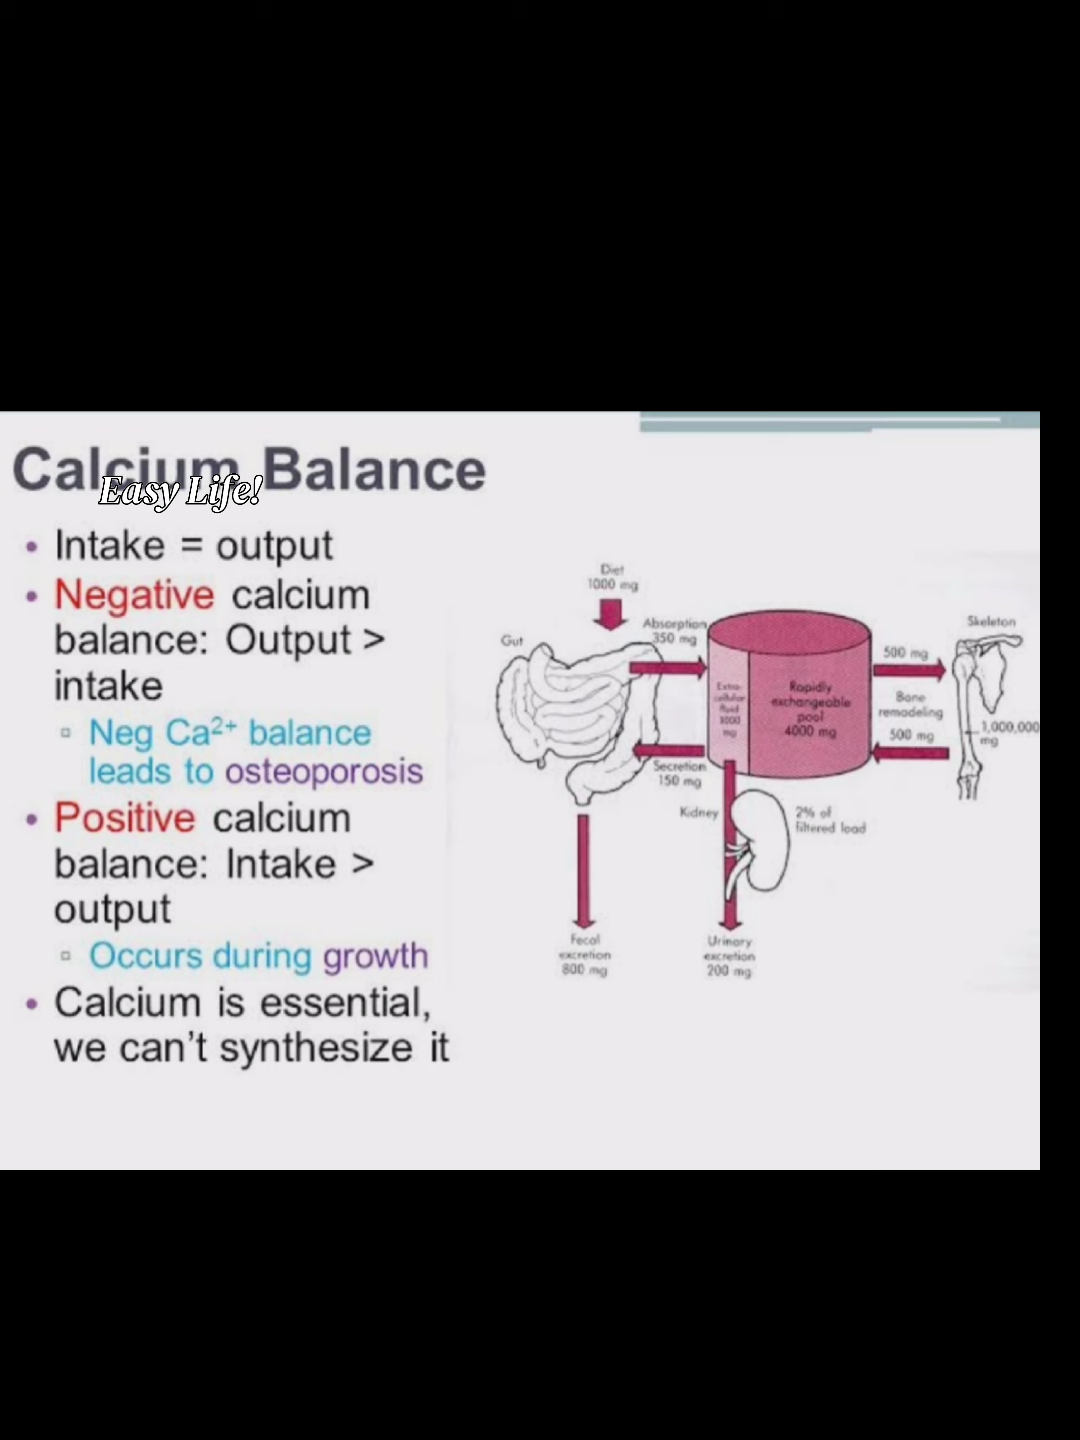 Calcium Balance
Easy Life!
• Intake = output
• Negative calcium
balance: Output >
intake
▫ Neg Ca²⁺ balance
leads to osteoporosis
• Positive calcium
balance: Intake >
output
▫ Occurs during growth
• Calcium is essential,
we can't synthesize it
Diet
1000 mg
Gut
Absorption
350 mg
Extra-
cellular
fluid
mg
Rapidly
exchangeable
pool
4000 mg
500 mg
Bone
remodeling
500 mg
Skeleton
1,000,000
mg
Secretion
150 mg
Kidney
2% of
filtered load
Fecal
excretion
800 mg
Urinary
excretion
200 mg